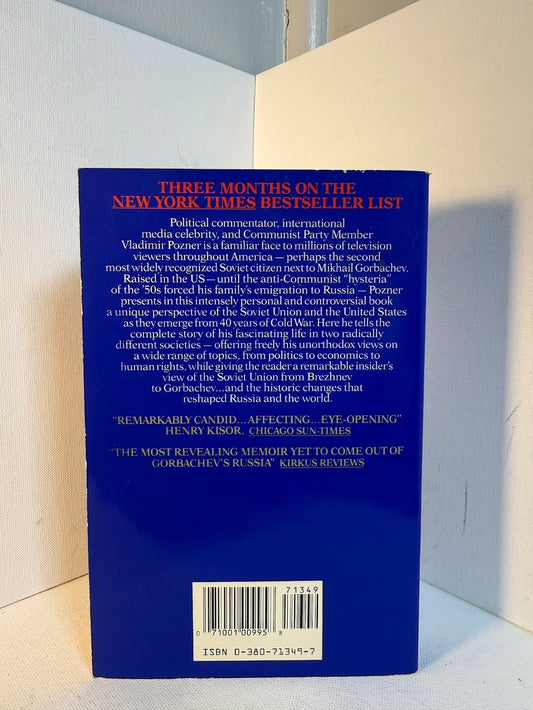 THREE MONTHS ON THE
NEW YORK TIMES BESTSELLER LIST
Political commentator, international
media celebrity, and Communist Party Member
Vladimir Pozner is a familiar face to millions of television
viewers throughout America — perhaps the second
most widely recognized Soviet citizen next to Mikhail Gorbachev.
Raised in the US — until the anti-Communist "hysteria"
of the '50s forced his family's emigration to Russia — Pozner
presents in this intensely personal and controversial book
a unique perspective of the Soviet Union and the United States
as they emerge from 40 years of Cold War. Here he tells the
complete story of his fascinating life in two radically
different societies — offering freely his unorthodox views on
a wide range of topics, from politics to economics to
human rights, while giving the reader a remarkable insider's
view of the Soviet Union from Brezhnev
to Gorbachev...and the historic changes that
reshaped Russia and the world.
"REMARKABLY CANDID...AFFECTING...EYE-OPENING"
HENRY KISOR, CHICAGO SUN-TIMES
"THE MOST REVEALING MEMOIR YET TO COME OUT OF
GORBACHEV'S RUSSIA" KIRKUS REVIEWS
71349
0 71001 00995 8
ISBN 0-380-71349-7